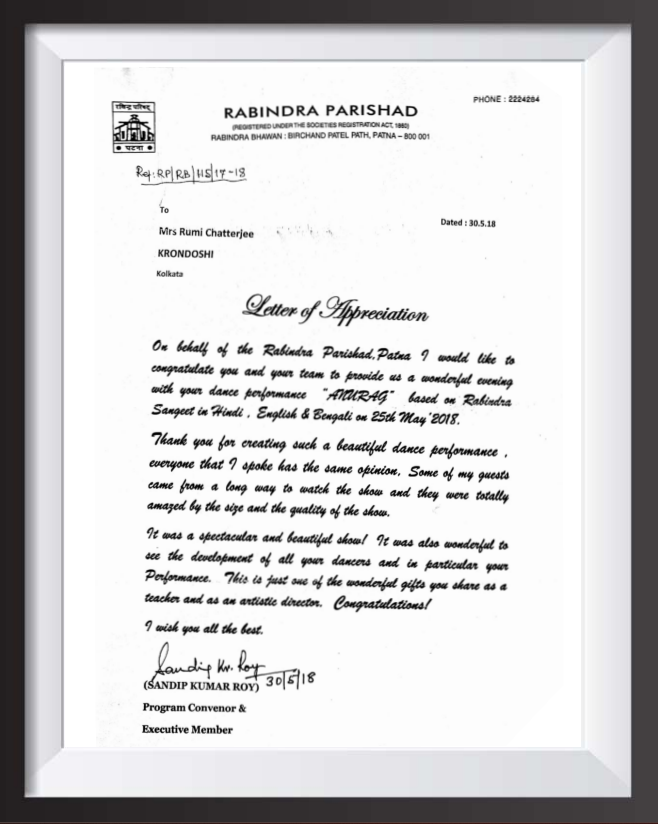 रविन्द्र परिषद्
पटना
PHONE : 2224264
RABINDRA PARISHAD
(REGISTERED UNDER THE SOCIETIES REGISTRATION ACT, 1860)
RABINDRA BHAWAN : BIRCHAND PATEL PATH, PATNA – 800 001
Ref: RP/RB/HS/17-18
To
Dated : 30.5.18
Mrs Rumi Chatterjee
KRONDOSHI
Kolkata
Letter of Appreciation
On behalf of the Rabindra Parishad,Patna I would like to
congratulate you and your team to provide us a wonderful evening
with your dance performance "ANURAG" based on Rabindra
Sangeet in Hindi , English & Bengali on 25th May'2018.
Thank you for creating such a beautiful dance performance ,
everyone that I spoke has the same opinion. Some of my guests
came from a long way to watch the show and they were totally
amazed by the size and the quality of the show.
It was a spectacular and beautiful show! It was also wonderful to
see the development of all your dancers and in particular your
Performance. This is just one of the wonderful gifts you share as a
teacher and as an artistic director. Congratulations!
I wish you all the best.
Sandip Kr. Roy
30/5/18
(SANDIP KUMAR ROY)
Program Convenor &
Executive Member